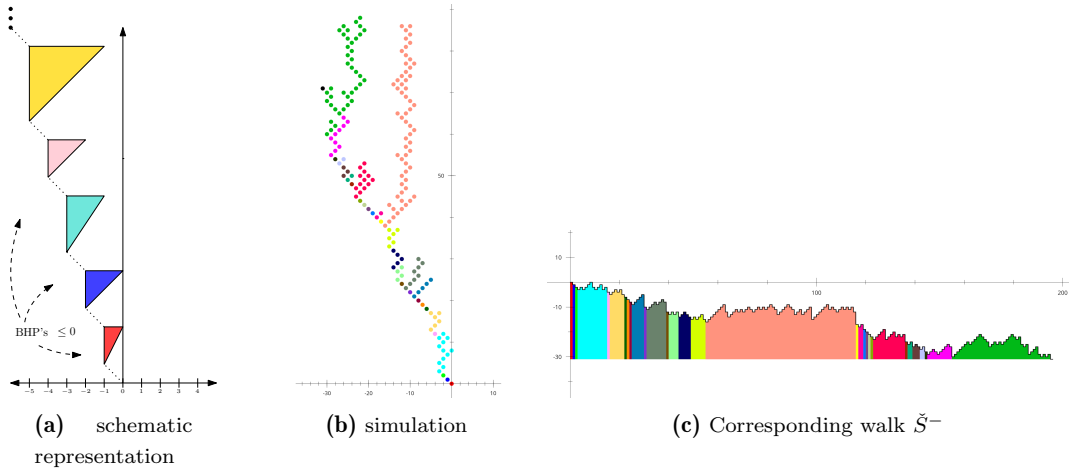 BHP's ≤ 0
−5 −4 −3 −2 −1 0 1 2 3 4
50
-30 -20 -10 10
10
-10
-30
100 200
(a) schematic
representation
(b) simulation
(c) Corresponding walk Š−